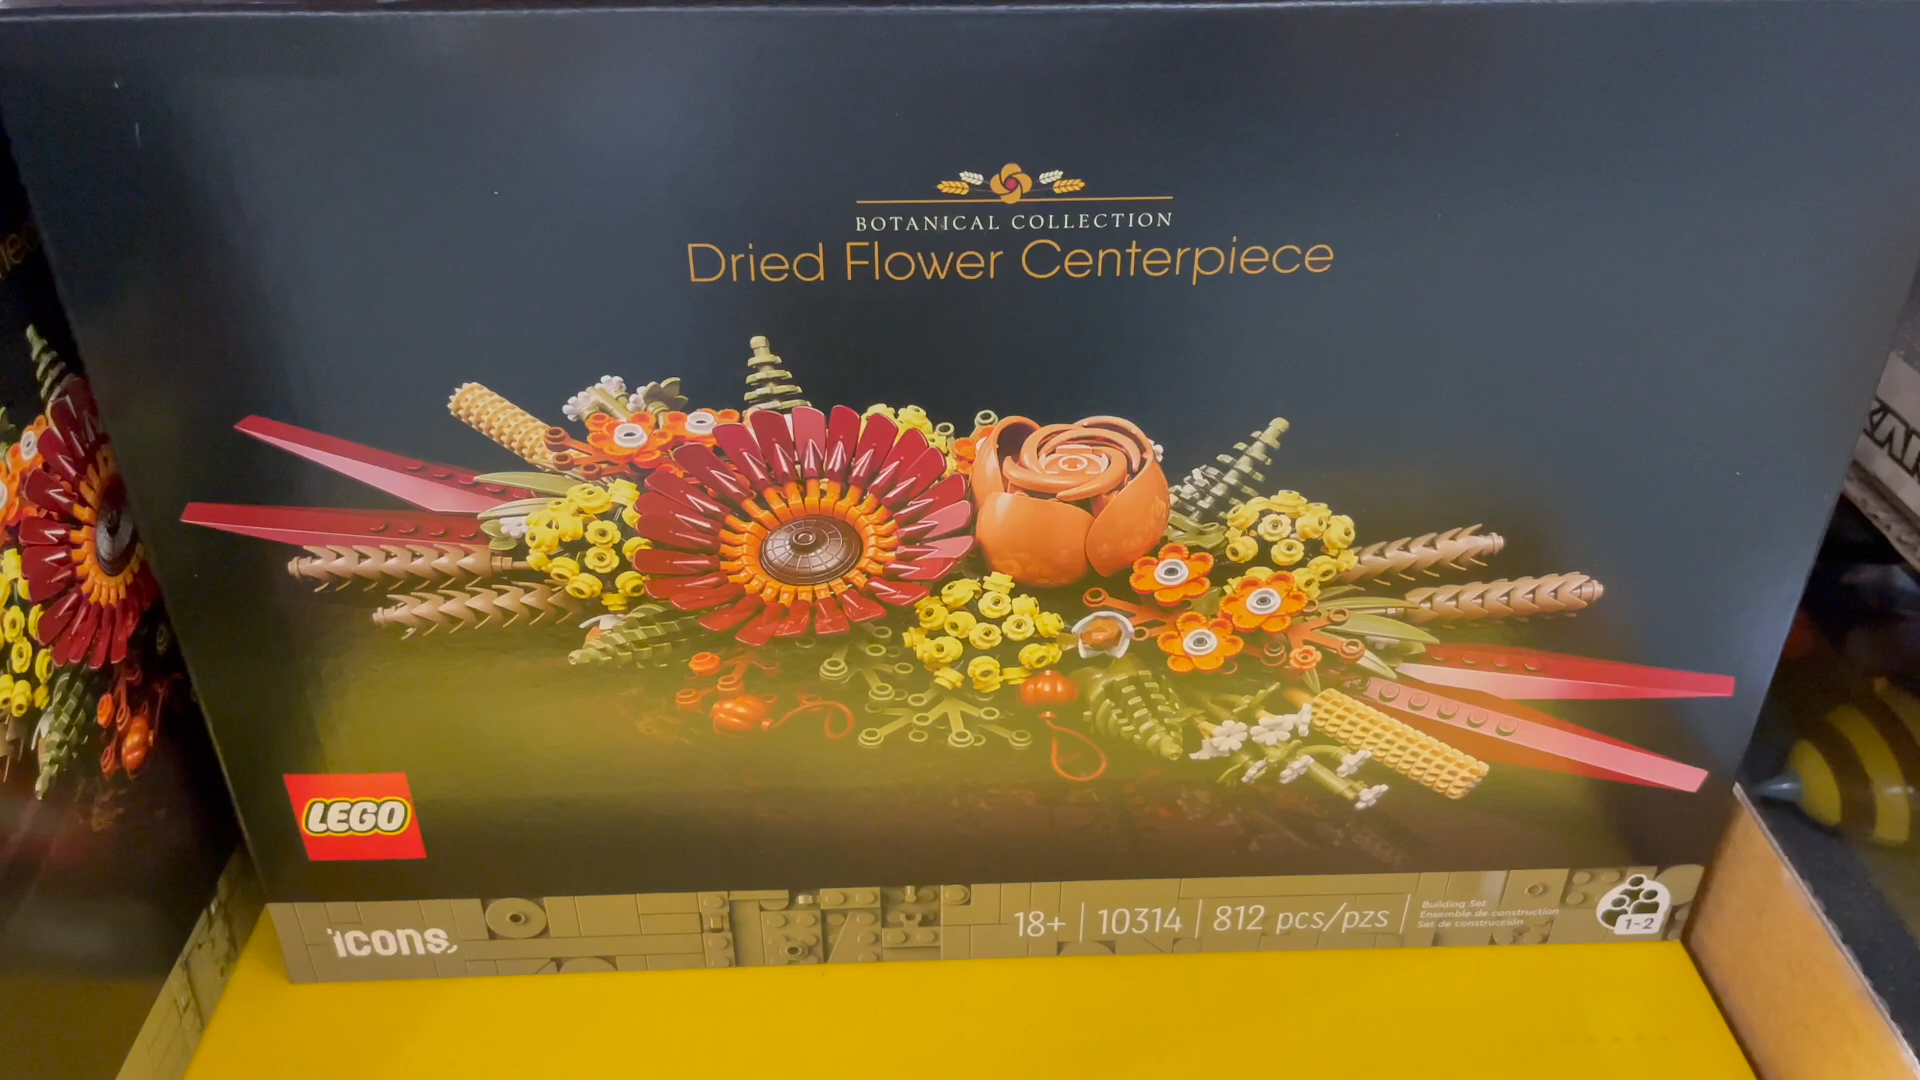 BOTANICAL COLLECTION
Dried Flower Centerpiece
LEGO
icons
18+ | 10314 | 812 pcs/pzs
Building Set
Ensemble de construction
Set de construcción
1-2